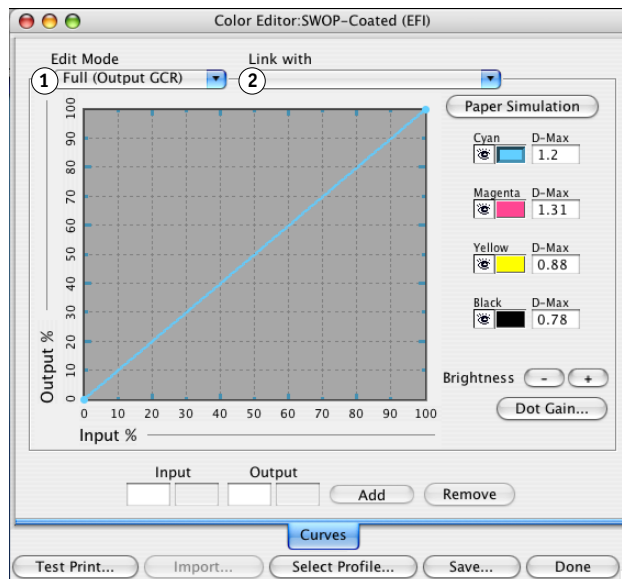 Color Editor:SWOP-Coated (EFI)
Edit Mode
Link with
1 Full (Output GCR)
2
Paper Simulation
Cyan D-Max
1.2
Magenta D-Max
1.31
Yellow D-Max
0.88
Black D-Max
0.78
Brightness - +
Dot Gain...
Output %
100
90
80
70
60
50
40
30
20
10
0
0 10 20 30 40 50 60 70 80 90 100
Input %
Input Output
Add Remove
Curves
Test Print... Import... Select Profile... Save... Done